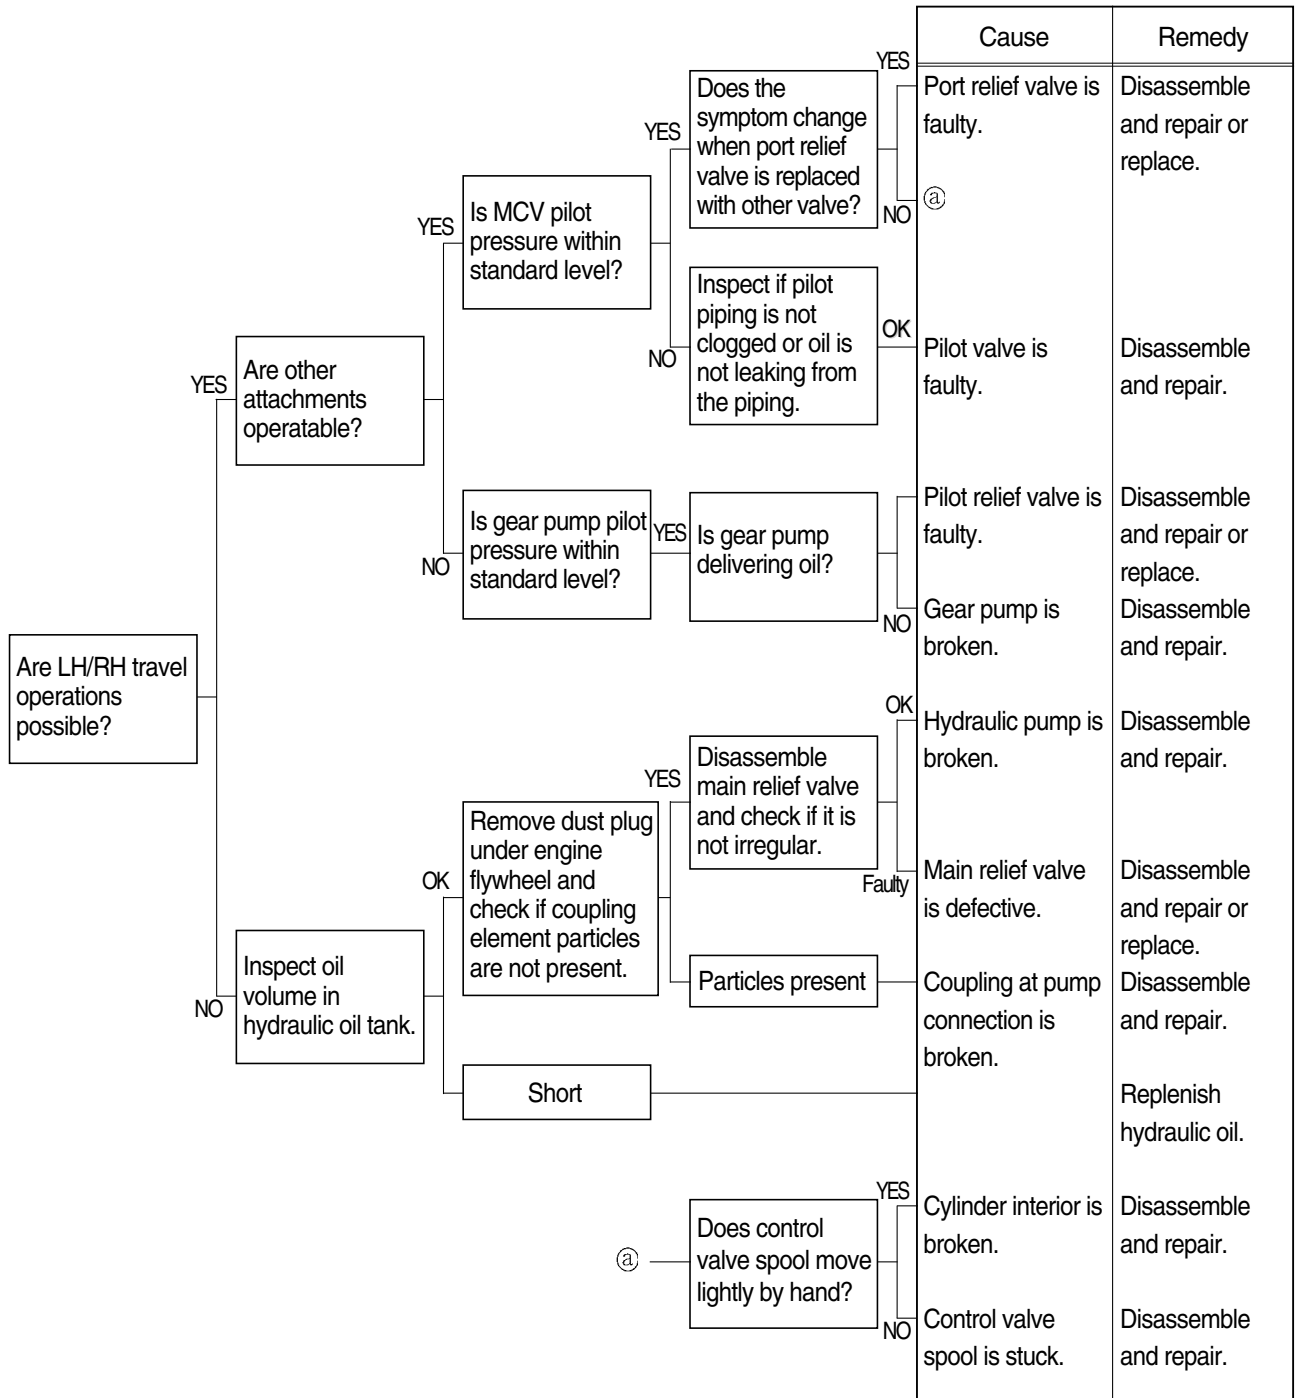 Cause
Remedy
YES
Does the
symptom change
when port relief
valve is replaced
with other valve?
Port relief valve is
faulty.
Disassemble
and repair or
replace.
YES
NO
ⓐ
Is MCV pilot
pressure within
standard level?
YES
Inspect if pilot
piping is not
clogged or oil is
not leaking from
the piping.
OK
NO
Pilot valve is
faulty.
Disassemble
and repair.
YES
Are other
attachments
operatable?
Is gear pump pilot
pressure within
standard level?
YES
Is gear pump
delivering oil?
NO
Pilot relief valve is
faulty.
Disassemble
and repair or
replace.
NO
Gear pump is
broken.
Disassemble
and repair.
Are LH/RH travel
operations
possible?
OK
Hydraulic pump is
broken.
Disassemble
and repair.
YES
Disassemble
main relief valve
and check if it is
not irregular.
Remove dust plug
under engine
flywheel and
check if coupling
element particles
are not present.
OK
Faulty
Main relief valve
is defective.
Disassemble
and repair or
replace.
NO
Inspect oil
volume in
hydraulic oil tank.
Particles present
Coupling at pump
connection is
broken.
Disassemble
and repair.
Short
Replenish
hydraulic oil.
YES
ⓐ
Does control
valve spool move
lightly by hand?
Cylinder interior is
broken.
Disassemble
and repair.
NO
Control valve
spool is stuck.
Disassemble
and repair.